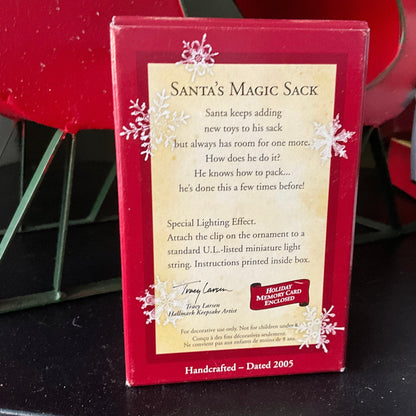 SANTA'S MAGIC SACK
Santa keeps adding
new toys to his sack
but always has room for one more.
How does he do it?
He knows how to pack...
he's done this a few times before!
Special Lighting Effect.
Attach the clip on the ornament to a
standard U.L.-listed miniature light
string. Instructions printed inside box.
Tracy Larsen
Tracy Larsen
Hallmark Keepsake Artist
HOLIDAY
MEMORY CARD
ENCLOSED
For decorative use only. Not for children under 8
Conçu à des fins décoratives seulement.
Ne convient pas aux enfants de moins de 8 ans.
Handcrafted – Dated 2005